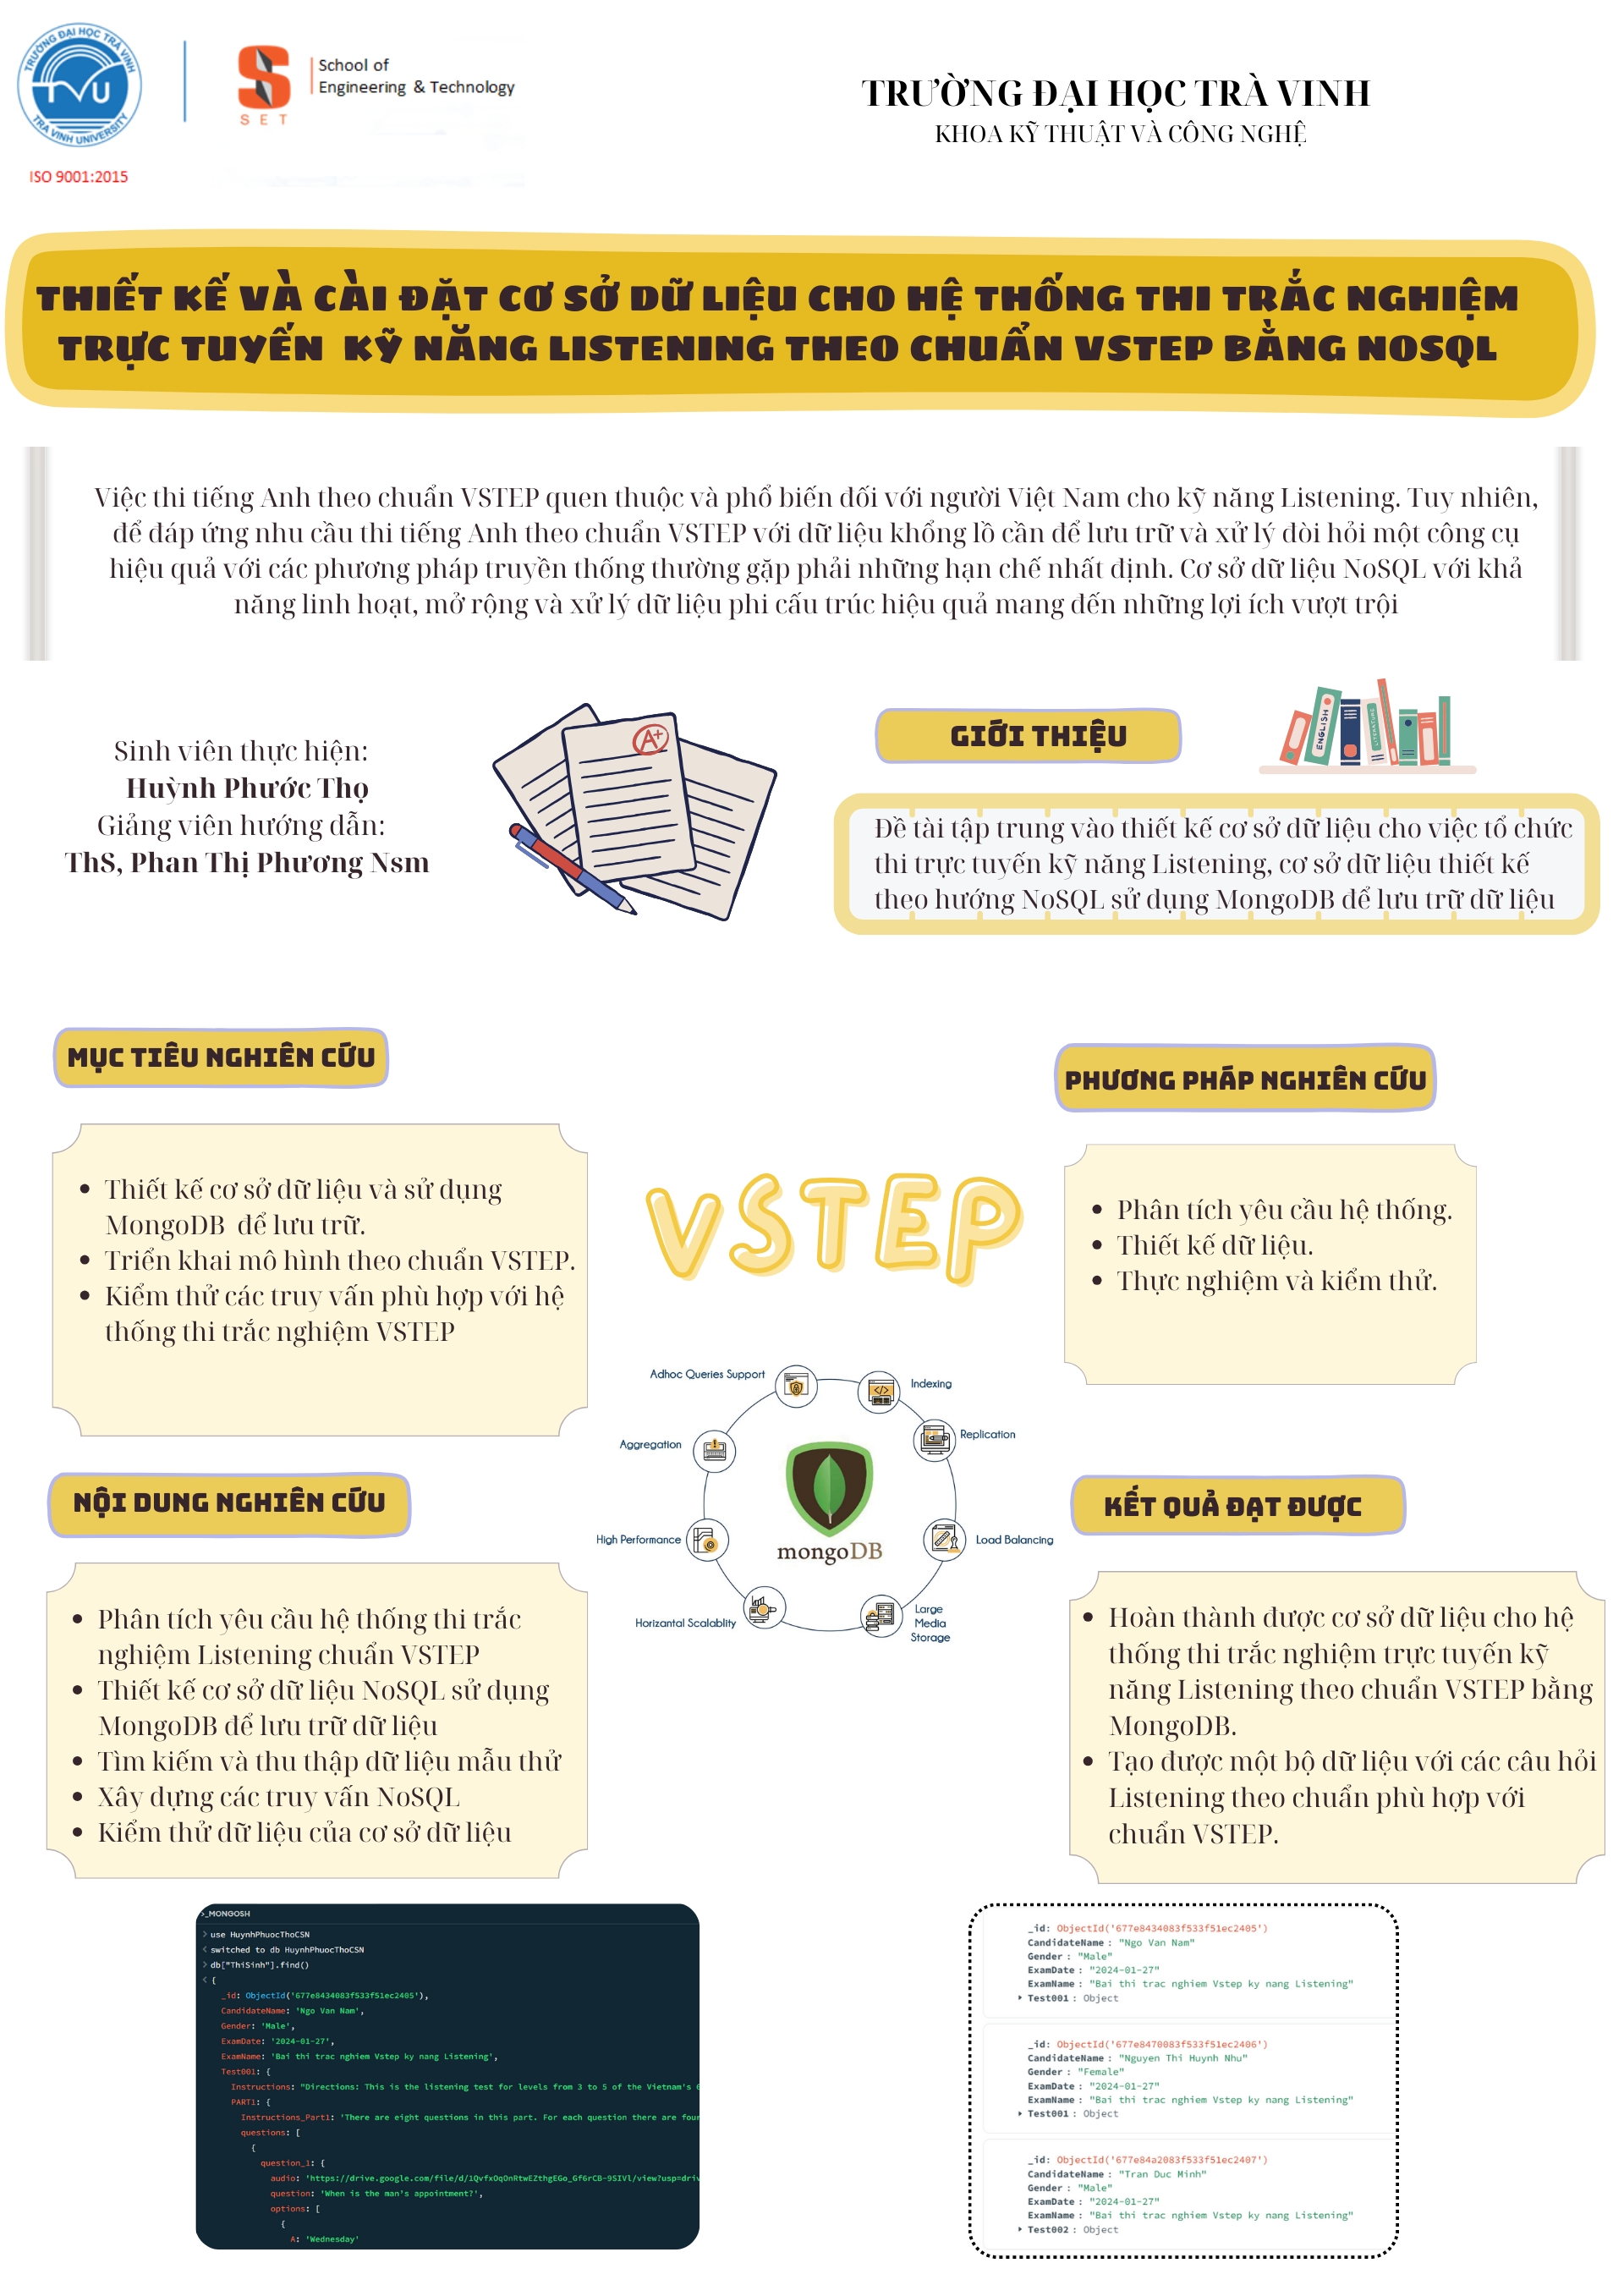 TRƯỜNG ĐẠI HỌC TRÀ VINH
TVU
TRA VINH UNIVERSITY
ISO 9001:2015
SET
School of
Engineering & Technology
TRƯỜNG ĐẠI HỌC TRÀ VINH
KHOA KỸ THUẬT VÀ CÔNG NGHỆ
THIẾT KẾ VÀ CÀI ĐẶT CƠ SỞ DỮ LIỆU CHO HỆ THỐNG THI TRẮC NGHIỆM
TRỰC TUYẾN KỸ NĂNG LISTENING THEO CHUẨN VSTEP BẰNG NOSQL
Việc thi tiếng Anh theo chuẩn VSTEP quen thuộc và phổ biến đối với người Việt Nam cho kỹ năng Listening. Tuy nhiên,
để đáp ứng nhu cầu thi tiếng Anh theo chuẩn VSTEP với dữ liệu khổng lồ cần để lưu trữ và xử lý đòi hỏi một công cụ
hiệu quả với các phương pháp truyền thống thường gặp phải những hạn chế nhất định. Cơ sở dữ liệu NoSQL với khả
năng linh hoạt, mở rộng và xử lý dữ liệu phi cấu trúc hiệu quả mang đến những lợi ích vượt trội
Sinh viên thực hiện:
Huỳnh Phước Thọ
Giảng viên hướng dẫn:
ThS, Phan Thị Phương Nsm
A+
GIỚI THIỆU
ENGLISH
LITERATURE
Đề tài tập trung vào thiết kế cơ sở dữ liệu cho việc tổ chức
thi trực tuyến kỹ năng Listening, cơ sở dữ liệu thiết kế
theo hướng NoSQL sử dụng MongoDB để lưu trữ dữ liệu
MỤC TIÊU NGHIÊN CỨU
• Thiết kế cơ sở dữ liệu và sử dụng
MongoDB để lưu trữ.
• Triển khai mô hình theo chuẩn VSTEP.
• Kiểm thử các truy vấn phù hợp với hệ
thống thi trắc nghiệm VSTEP
VSTEP
PHƯƠNG PHÁP NGHIÊN CỨU
• Phân tích yêu cầu hệ thống.
• Thiết kế dữ liệu.
• Thực nghiệm và kiểm thử.
Adhoc Queries Support
Indexing
Replication
Aggregation
mongoDB
High Performance
Load Balancing
Horizantal Scalablity
Large
Media
Storage
NỘI DUNG NGHIÊN CỨU
• Phân tích yêu cầu hệ thống thi trắc
nghiệm Listening chuẩn VSTEP
• Thiết kế cơ sở dữ liệu NoSQL sử dụng
MongoDB để lưu trữ dữ liệu
• Tìm kiếm và thu thập dữ liệu mẫu thử
• Xây dựng các truy vấn NoSQL
• Kiểm thử dữ liệu của cơ sở dữ liệu
KẾT QUẢ ĐẠT ĐƯỢC
• Hoàn thành được cơ sở dữ liệu cho hệ
thống thi trắc nghiệm trực tuyến kỹ
năng Listening theo chuẩn VSTEP bằng
MongoDB.
• Tạo được một bộ dữ liệu với các câu hỏi
Listening theo chuẩn phù hợp với
chuẩn VSTEP.
>_MONGOSH
> use HuynhPhuocThoCSN
< switched to db HuynhPhuocThoCSN
> db["ThiSinh"].find()
< {
_id: ObjectId('677e8434083f533f51ec2405'),
CandidateName: 'Ngo Van Nam',
Gender: 'Male',
ExamDate: '2024-01-27',
ExamName: 'Bai thi trac nghiem Vstep ky nang Listening',
Test001: {
Instructions: "Directions: This is the listening test for levels from 3 to 5 of the Vietnam's 6
PART1: {
Instructions_Part1: 'There are eight questions in this part. For each question there are four
questions: [
{
question_1: {
audio: 'https://drive.google.com/file/d/1QvfxOqOnRtwEZthgEGo_Gf6rCB-9SIVl/view?usp=driv
question: 'When is the man's appointment?',
options: [
{
A: 'Wednesday'
_id: ObjectId('677e8434083f533f51ec2405')
CandidateName : "Ngo Van Nam"
Gender : "Male"
ExamDate : "2024-01-27"
ExamName : "Bai thi trac nghiem Vstep ky nang Listening"
Test001 : Object
_id: ObjectId('677e8470083f533f51ec2406')
CandidateName : "Nguyen Thi Huynh Nhu"
Gender : "Female"
ExamDate : "2024-01-27"
ExamName : "Bai thi trac nghiem Vstep ky nang Listening"
Test001 : Object
_id: ObjectId('677e84a2083f533f51ec2407')
CandidateName : "Tran Duc Minh"
Gender : "Male"
ExamDate : "2024-01-27"
ExamName : "Bai thi trac nghiem Vstep ky nang Listening"
Test002 : Object